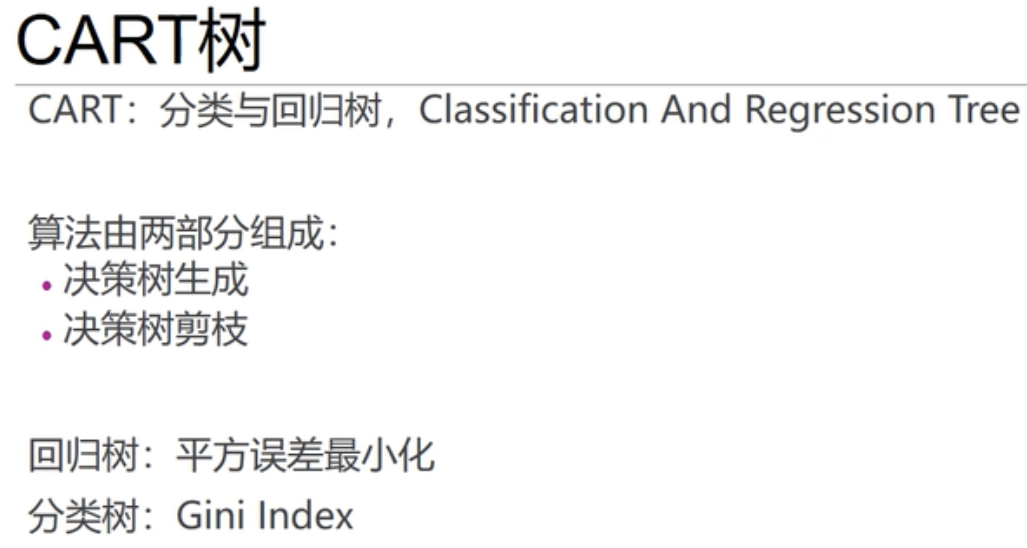 CART树
CART：分类与回归树，Classification And Regression Tree
算法由两部分组成：
• 决策树生成
• 决策树剪枝
回归树：平方误差最小化
分类树：Gini Index